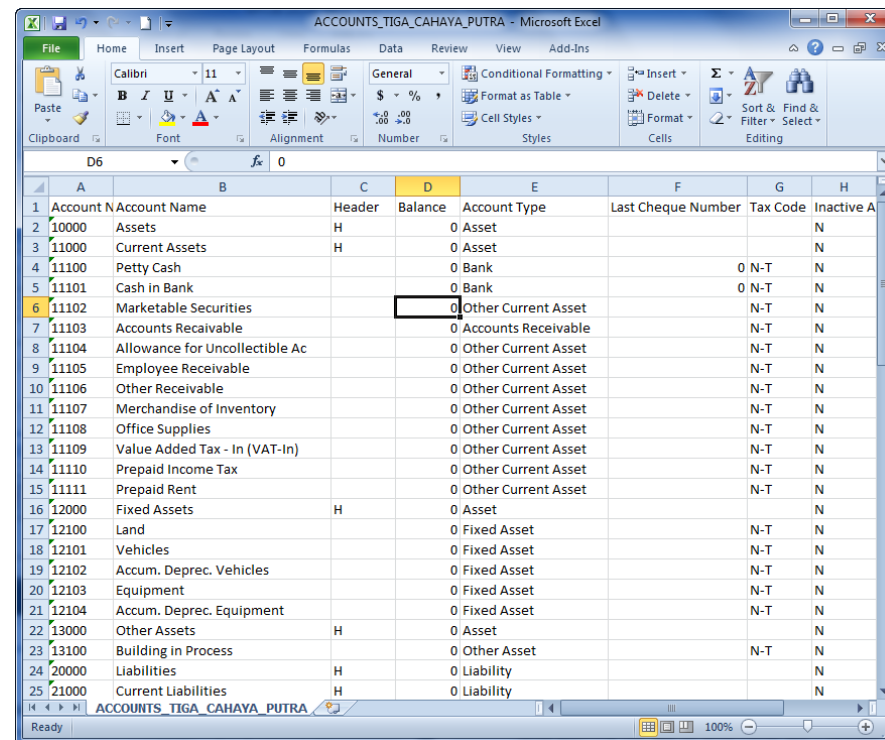 ACCOUNTS_TIGA_CAHAYA_PUTRA - Microsoft Excel
File Home Insert Page Layout Formulas Data Review View Add-Ins
Calibri 11 General Conditional Formatting Insert Σ
Paste B I U A A $ % , Format as Table Delete Sort & Find &
A .00 .0 .00 Cell Styles Format Filter Select
Clipboard Font Alignment Number Styles Cells Editing
D6 fx 0
A B C D E F G H
1 Account N Account Name Header Balance Account Type Last Cheque Number Tax Code Inactive A
2 10000 Assets H 0 Asset N
3 11000 Current Assets H 0 Asset N
4 11100 Petty Cash 0 Bank 0 N-T N
5 11101 Cash in Bank 0 Bank 0 N-T N
6 11102 Marketable Securities 0 Other Current Asset N-T N
7 11103 Accounts Recaivable 0 Accounts Receivable N-T N
8 11104 Allowance for Uncollectible Ac 0 Other Current Asset N-T N
9 11105 Employee Receivable 0 Other Current Asset N-T N
10 11106 Other Receivable 0 Other Current Asset N-T N
11 11107 Merchandise of Inventory 0 Other Current Asset N-T N
12 11108 Office Supplies 0 Other Current Asset N-T N
13 11109 Value Added Tax - In (VAT-In) 0 Other Current Asset N-T N
14 11110 Prepaid Income Tax 0 Other Current Asset N-T N
15 11111 Prepaid Rent 0 Other Current Asset N-T N
16 12000 Fixed Assets H 0 Asset N
17 12100 Land 0 Fixed Asset N-T N
18 12101 Vehicles 0 Fixed Asset N-T N
19 12102 Accum. Deprec. Vehicles 0 Fixed Asset N-T N
20 12103 Equipment 0 Fixed Asset N-T N
21 12104 Accum. Deprec. Equipment 0 Fixed Asset N-T N
22 13000 Other Assets H 0 Asset N
23 13100 Building in Process 0 Other Asset N-T N
24 20000 Liabilities H 0 Liability N
25 21000 Current Liabilities H 0 Liability N
ACCOUNTS_TIGA_CAHAYA_PUTRA
Ready 100%